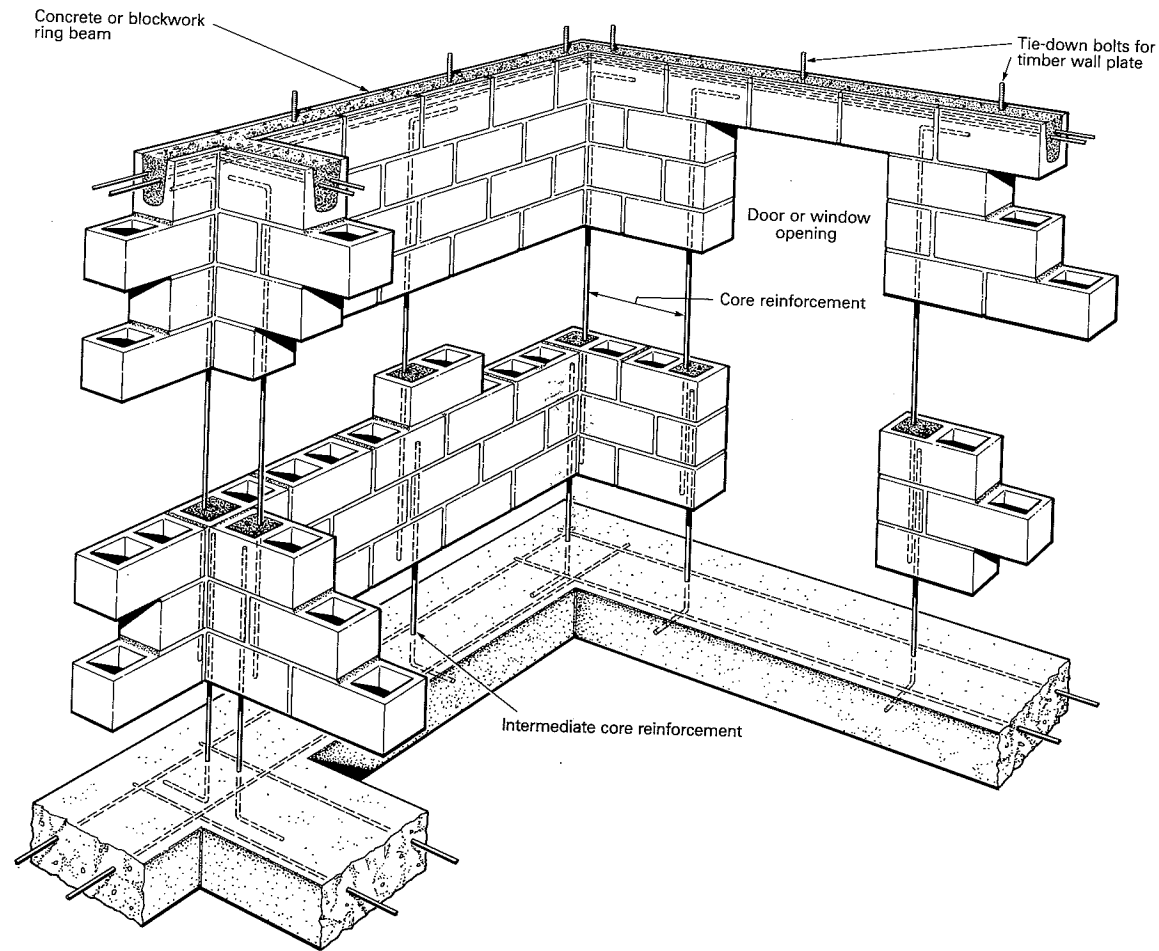 Concrete or blockwork
ring beam
Tie-down bolts for
timber wall plate
Door or window
opening
Core reinforcement
Intermediate core reinforcement